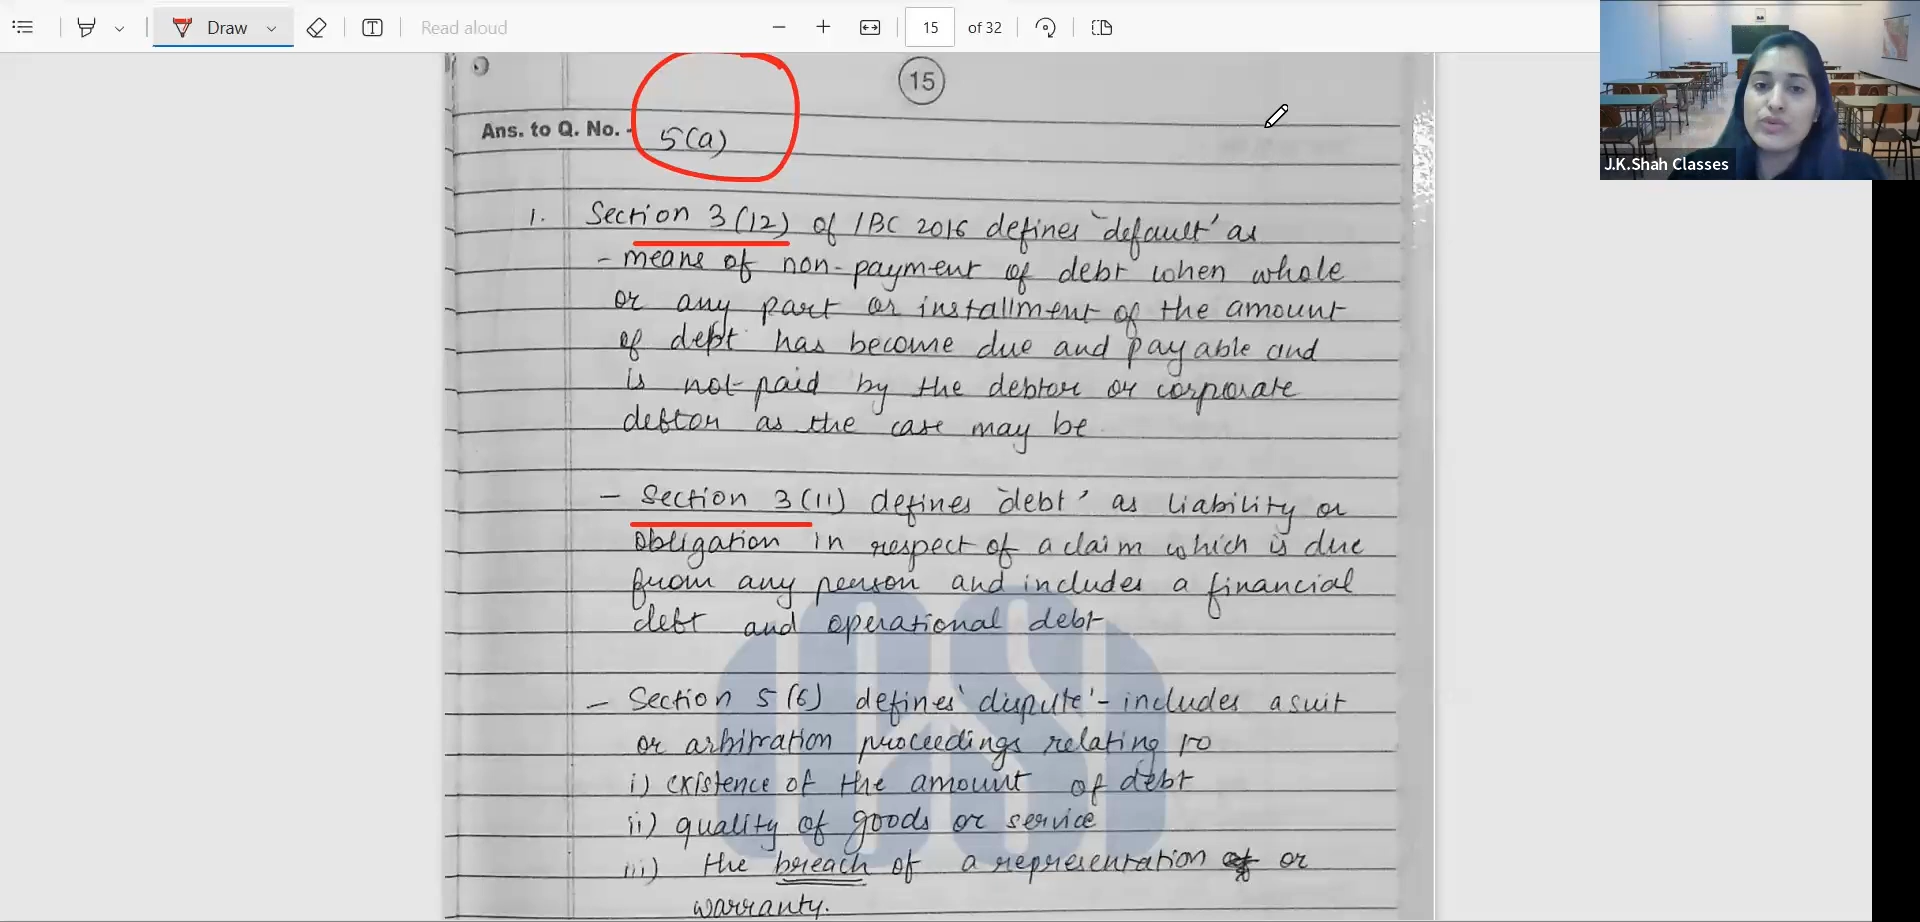 Draw
Read aloud
15
of 32
J.K.Shah Classes
15
Ans. to Q. No. - 5(a)
1. Section 3(12) of IBC 2016 defines 'default' as
- means of non-payment of debt when whole
or any part or installment of the amount
of debt has become due and payable and
is not paid by the debtor or corporate
debtor as the case may be
- Section 3(11) defines 'debt' as liability or
obligation in respect of a claim which is due
from any person and includes a financial
debt and operational debt
- Section 5(6) defines 'dispute' - includes a suit
or arbitration proceedings relating to
i) existence of the amount of debt
ii) quality of goods or service
iii) the breach of a representation or
warranty.
ICSI